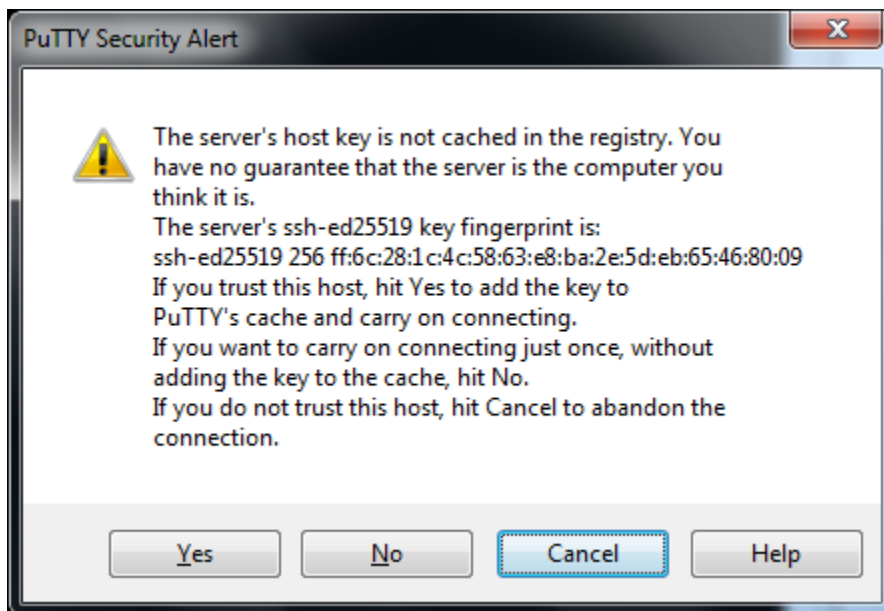 PuTTY Security Alert
The server's host key is not cached in the registry. You
have no guarantee that the server is the computer you
think it is.
The server's ssh-ed25519 key fingerprint is:
ssh-ed25519 256 ff:6c:28:1c:4c:58:63:e8:ba:2e:5d:eb:65:46:80:09
If you trust this host, hit Yes to add the key to
PuTTY's cache and carry on connecting.
If you want to carry on connecting just once, without
adding the key to the cache, hit No.
If you do not trust this host, hit Cancel to abandon the
connection.
Yes No Cancel Help